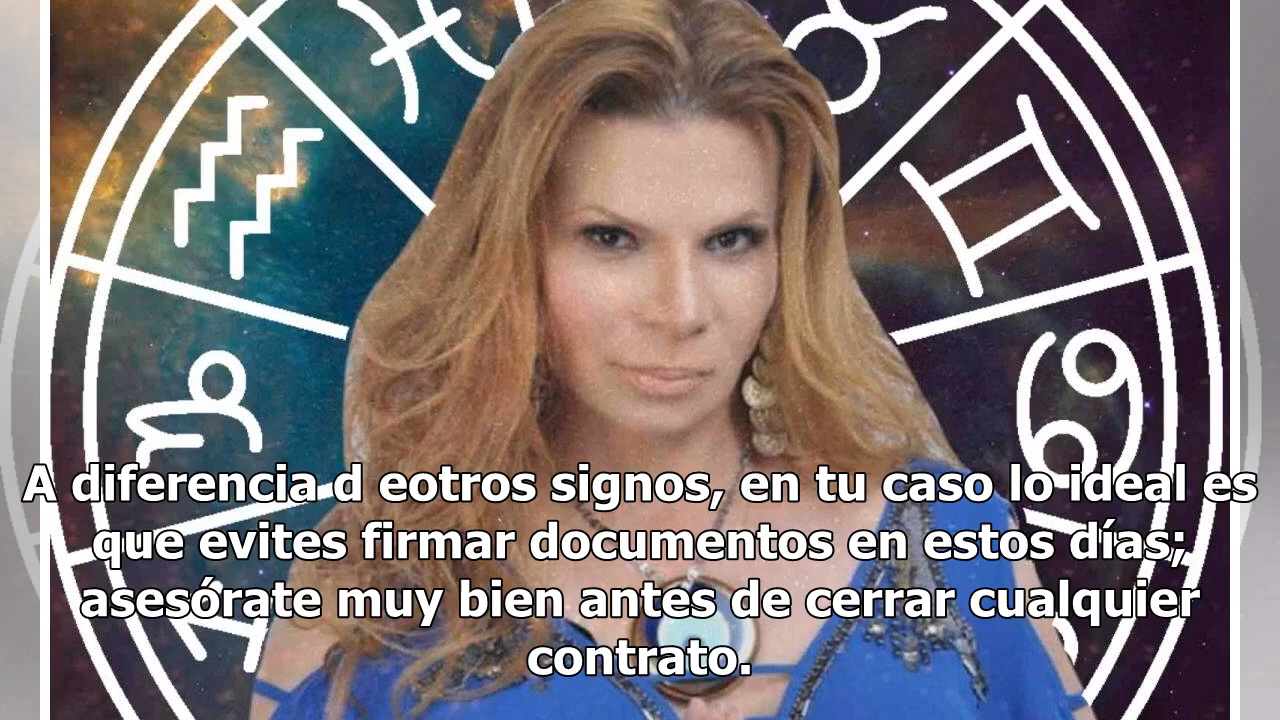 A diferencia d eotros signos, en tu caso lo ideal es
que evites firmar documentos en estos días;
asesórate muy bien antes de cerrar cualquier
contrato.